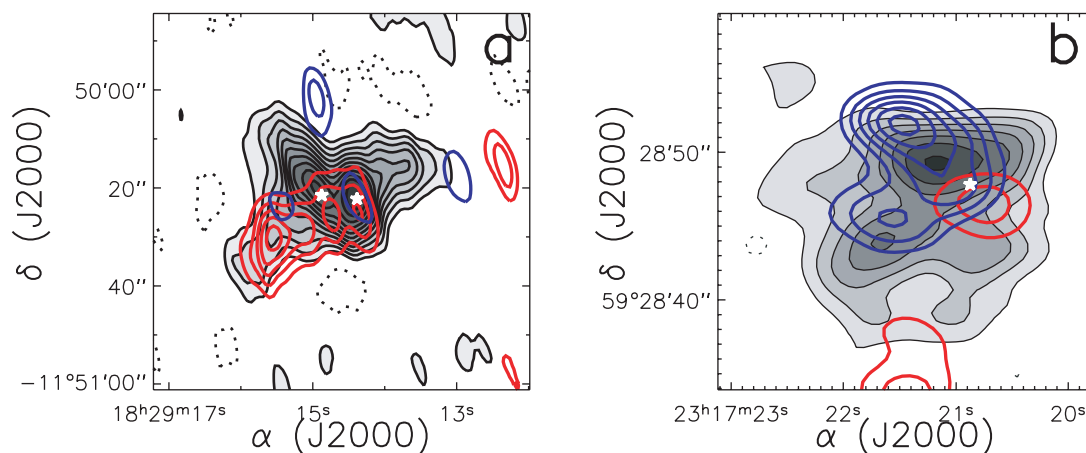 a
50′00″
20″
40″
−11°51′00″
18ʰ29ᵐ17ˢ
15ˢ
13ˢ
α (J2000)
δ (J2000)
b
28′50″
59°28′40″
23ʰ17ᵐ23ˢ
22ˢ
21ˢ
20ˢ
α (J2000)
δ (J2000)